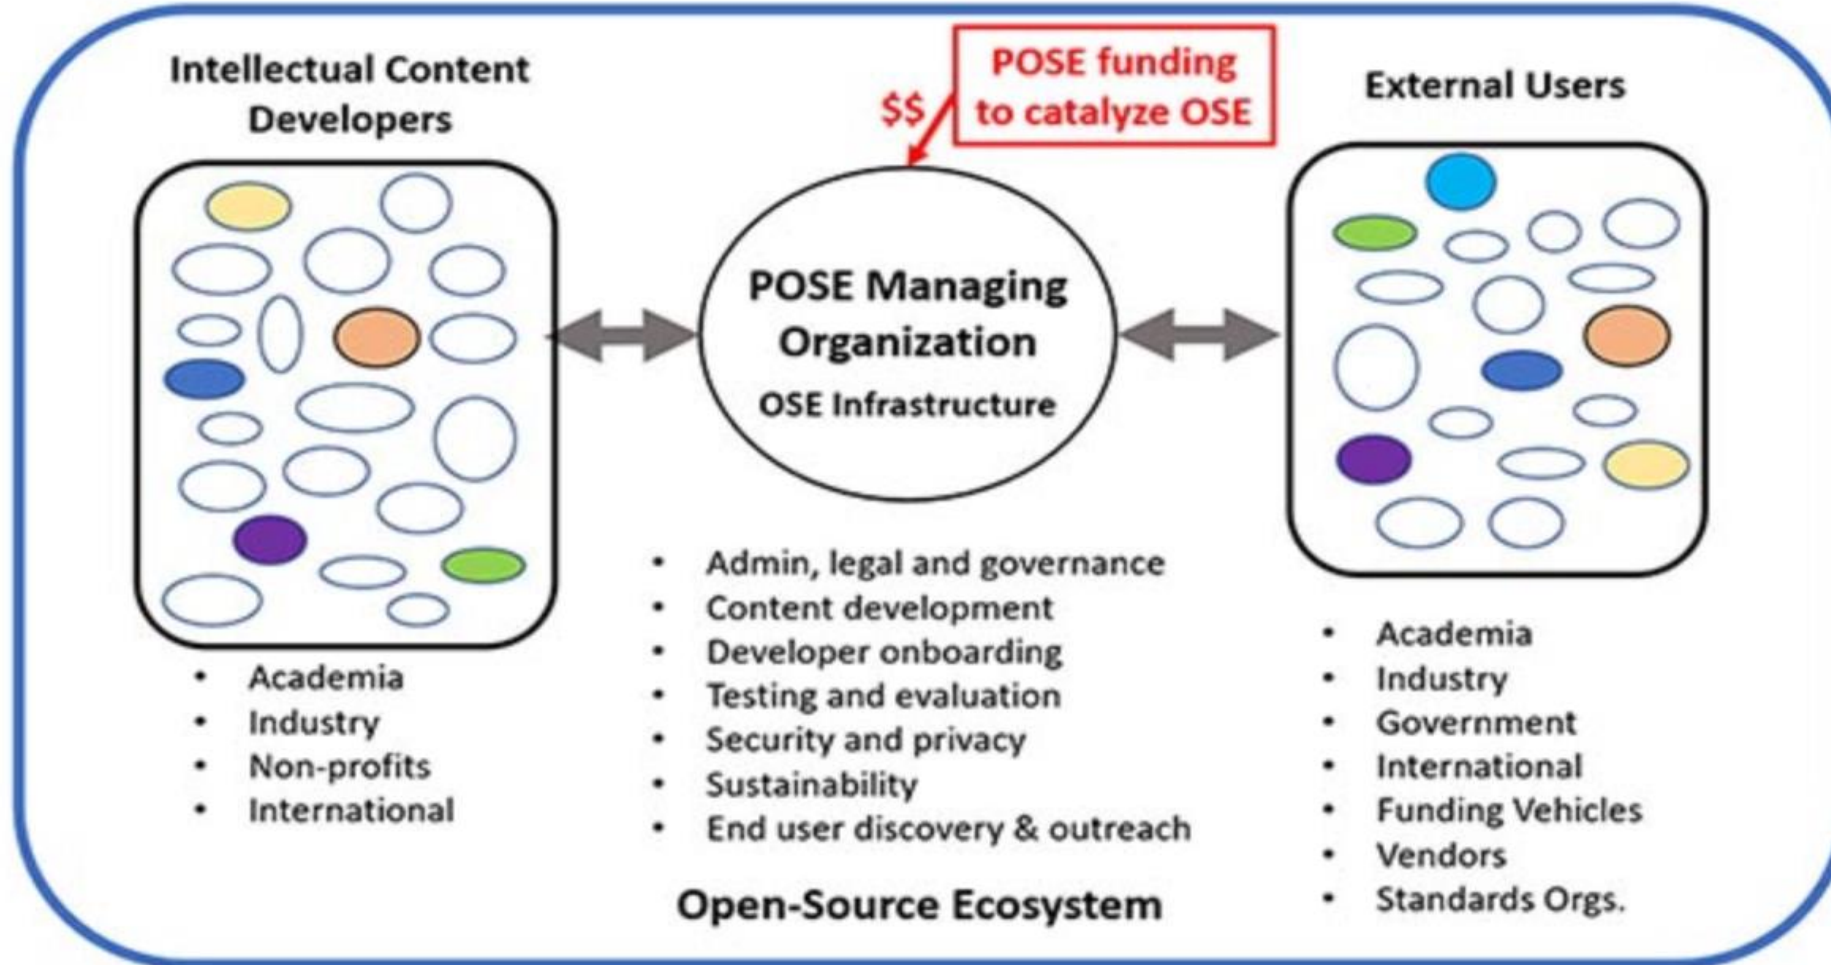 Intellectual Content
Developers
• Academia
• Industry
• Non-profits
• International
$$
POSE funding
to catalyze OSE
POSE Managing
Organization
OSE Infrastructure
• Admin, legal and governance
• Content development
• Developer onboarding
• Testing and evaluation
• Security and privacy
• Sustainability
• End user discovery & outreach
Open-Source Ecosystem
External Users
• Academia
• Industry
• Government
• International
• Funding Vehicles
• Vendors
• Standards Orgs.